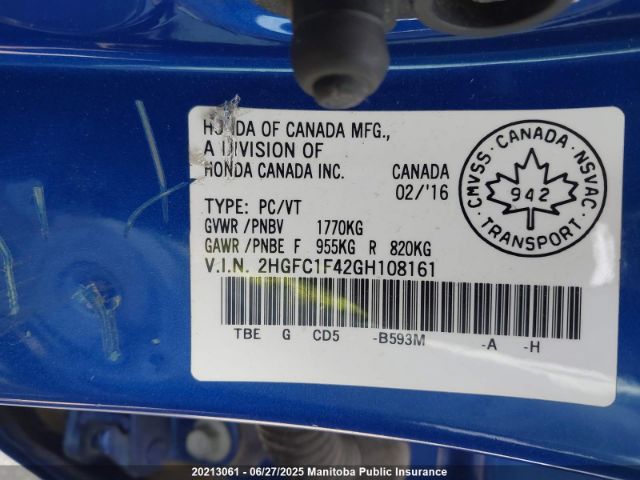 HONDA OF CANADA MFG.,
A DIVISION OF
HONDA CANADA INC. CANADA
02/'16
TYPE: PC/VT
GVWR /PNBV 1770KG
GAWR /PNBE F 955KG R 820KG
V.I.N. 2HGFC1F42GH108161
TBE G CD5 -B593M -A -H
CMVSS · CANADA · NSVAC
942
TRANSPORT
20213061 - 06/27/2025 Manitoba Public Insurance